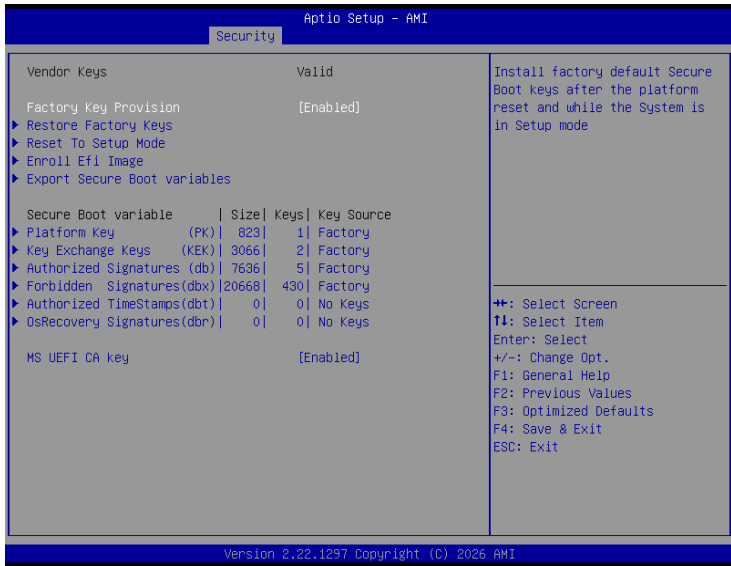 Aptio Setup - AMI
Security
Vendor Keys Valid
Factory Key Provision [Enabled]
Restore Factory Keys
Reset To Setup Mode
Enroll Efi Image
Export Secure Boot variables
Secure Boot variable | Size| Keys| Key Source
Platform Key (PK)| 823| 1| Factory
Key Exchange Keys (KEK)| 3066| 2| Factory
Authorized Signatures (db)| 7636| 5| Factory
Forbidden Signatures(dbx)|20668| 430| Factory
Authorized TimeStamps(dbt)| 0| 0| No Keys
OsRecovery Signatures(dbr)| 0| 0| No Keys
MS UEFI CA key [Enabled]
Install factory default Secure
Boot keys after the platform
reset and while the System is
in Setup mode
→←: Select Screen
↑↓: Select Item
Enter: Select
+/-: Change Opt.
F1: General Help
F2: Previous Values
F3: Optimized Defaults
F4: Save & Exit
ESC: Exit
Version 2.22.1297 Copyright (C) 2026 AMI